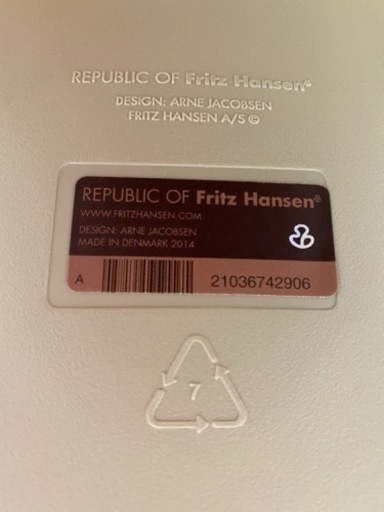 REPUBLIC OF Fritz Hansen®
DESIGN: ARNE JACOBSEN
FRITZ HANSEN A/S ©
REPUBLIC OF Fritz Hansen®
WWW.FRITZHANSEN.COM
DESIGN: ARNE JACOBSEN
MADE IN DENMARK 2014
A 21036742906
7